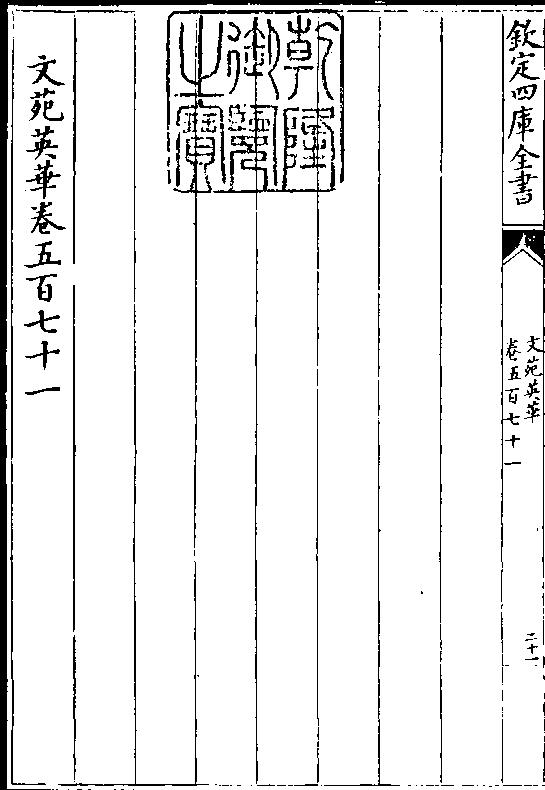 欽定四庫全書
文苑英華
卷五百七十一
二十一
乾隆御覽之寶
文苑英華卷五百七十一